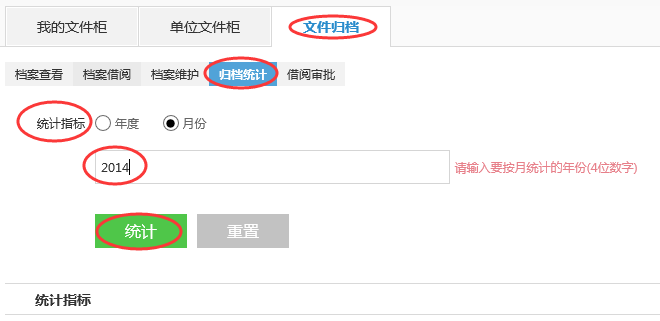 我的文件柜 单位文件柜 文件归档
档案查看 档案借阅 档案维护 归档统计 借阅审批
统计指标 年度 月份
2014 请输入要按月统计的年份(4位数字)
统计 重置
统计指标